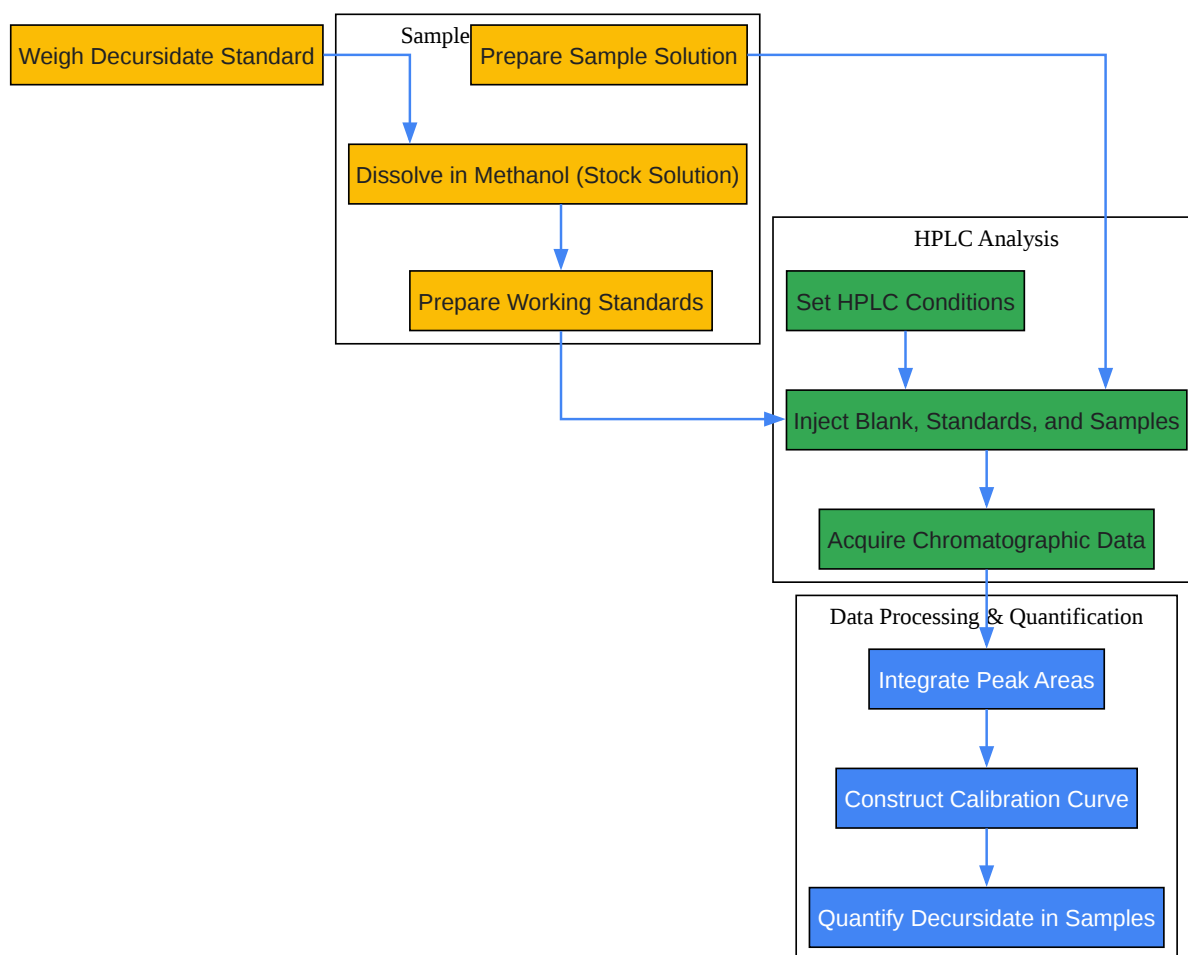 Weigh Decursidate Standard
Sample
Prepare Sample Solution
Dissolve in Methanol (Stock Solution)
Prepare Working Standards
HPLC Analysis
Set HPLC Conditions
Inject Blank, Standards, and Samples
Acquire Chromatographic Data
Data Processing & Quantification
Integrate Peak Areas
Construct Calibration Curve
Quantify Decursidate in Samples